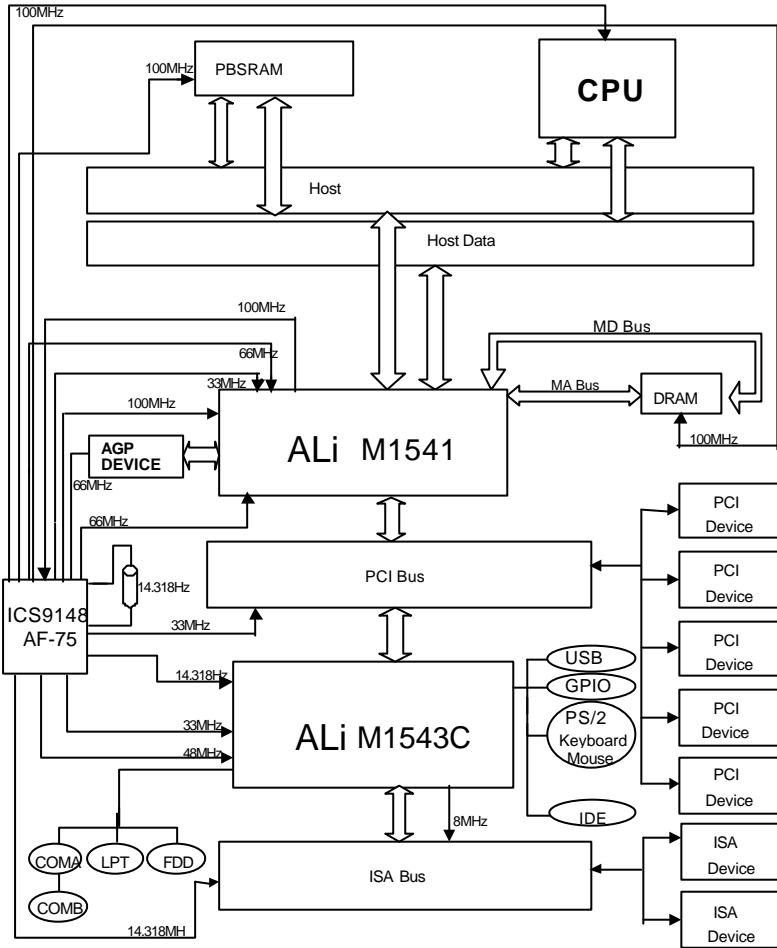 100MHz
100MHz
PBSRAM
CPU
Host
Host Data
100MHz
66MHz
33MHz
100MHz
MD Bus
MA Bus
DRAM
100MHz
ALi M1541
AGP
DEVICE
66MHz
66MHz
PCI
Device
PCI Bus
PCI
Device
14.318Hz
ICS9148
AF-75
33MHz
PCI
Device
14.318Hz
33MHz
48MHz
ALi M1543C
USB
GPIO
PS/2
Keyboard
Mouse
IDE
PCI
Device
PCI
Device
8MHz
COMA
LPT
FDD
COMB
ISA Bus
14.318MH
ISA
Device
ISA
Device